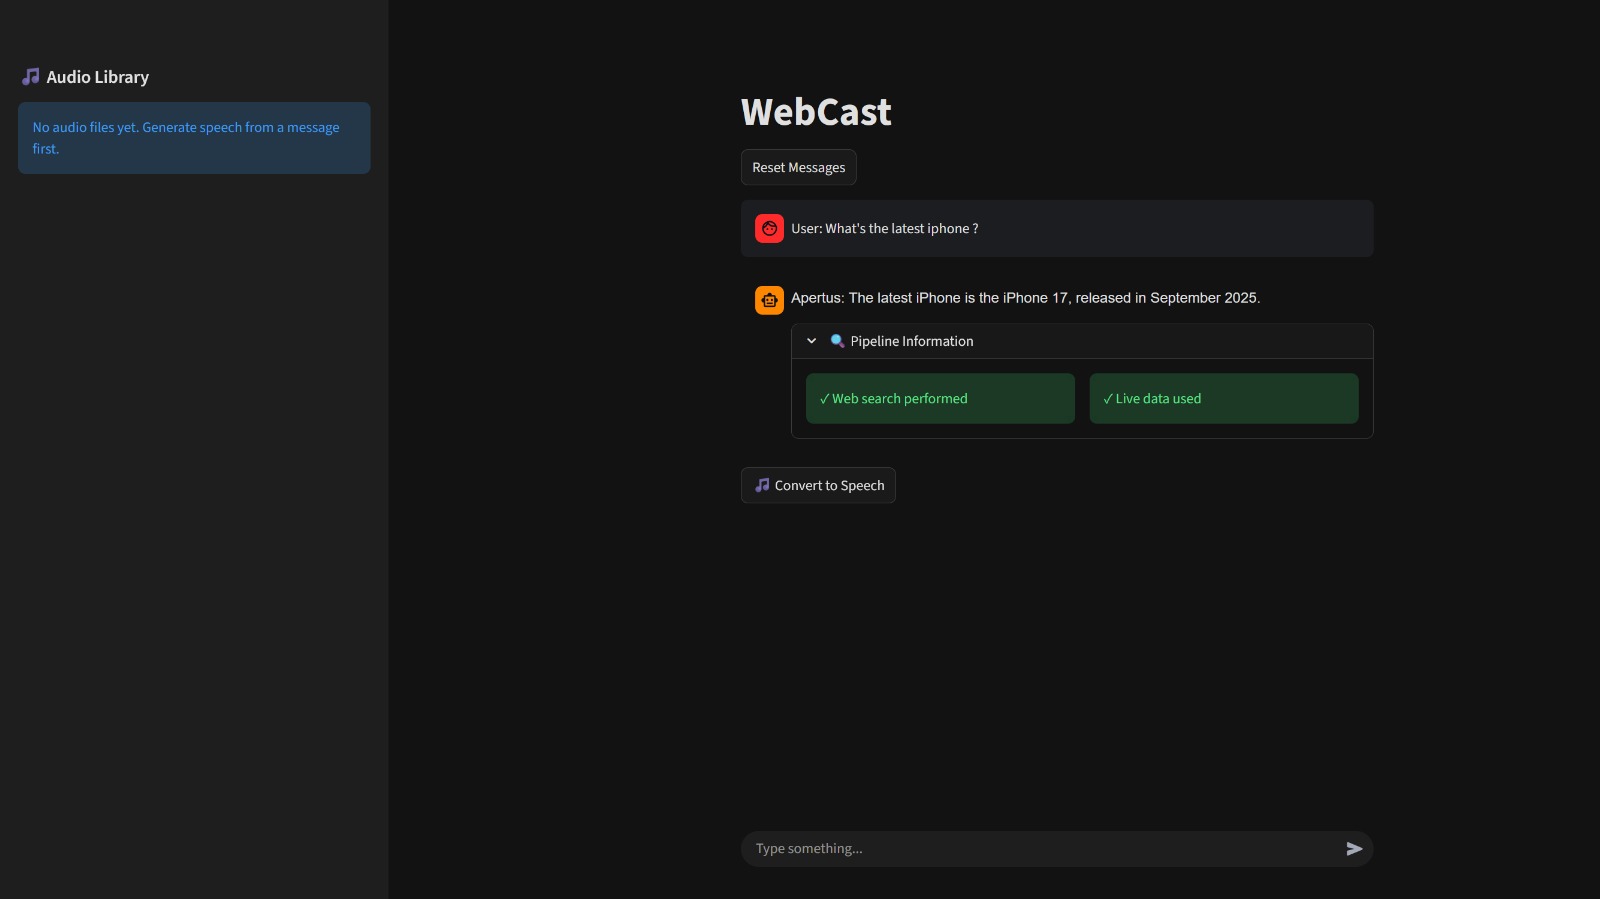 Audio Library
No audio files yet. Generate speech from a message
first.
WebCast
Reset Messages
User: What's the latest iphone ?
Apertus: The latest iPhone is the iPhone 17, released in September 2025.
Pipeline Information
✓ Web search performed
✓ Live data used
Convert to Speech
Type something...